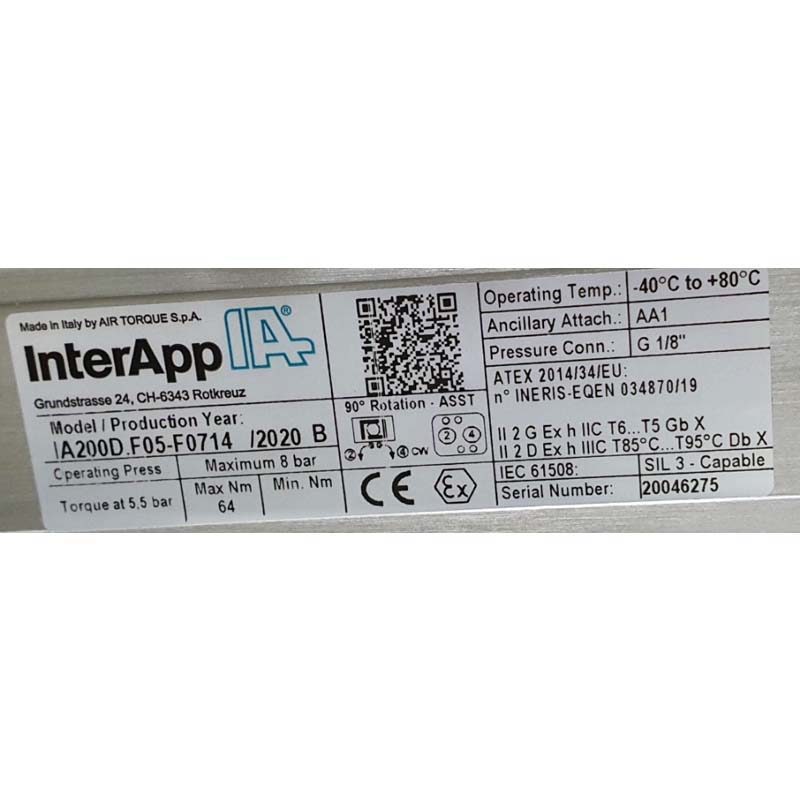 Made in Italy by AIR TORQUE S.p.A.
InterApp IA®
Grundstrasse 24, CH-6343 Rotkreuz
Model / Production Year:
IA200D.F05-F0714 /2020 B
Operating Press Maximum 8 bar
Torque at 5,5 bar Max Nm 64 Min. Nm
90° Rotation - ASST
2 4
2 4 CW
CE Ex
Operating Temp.: -40°C to +80°C
Ancillary Attach.: AA1
Pressure Conn.: G 1/8"
ATEX 2014/34/EU:
n° INERIS-EQEN 034870/19
II 2 G Ex h IIC T6...T5 Gb X
II 2 D Ex h IIIC T85°C...T95°C Db X
IEC 61508: SIL 3 - Capable
Serial Number: 20046275